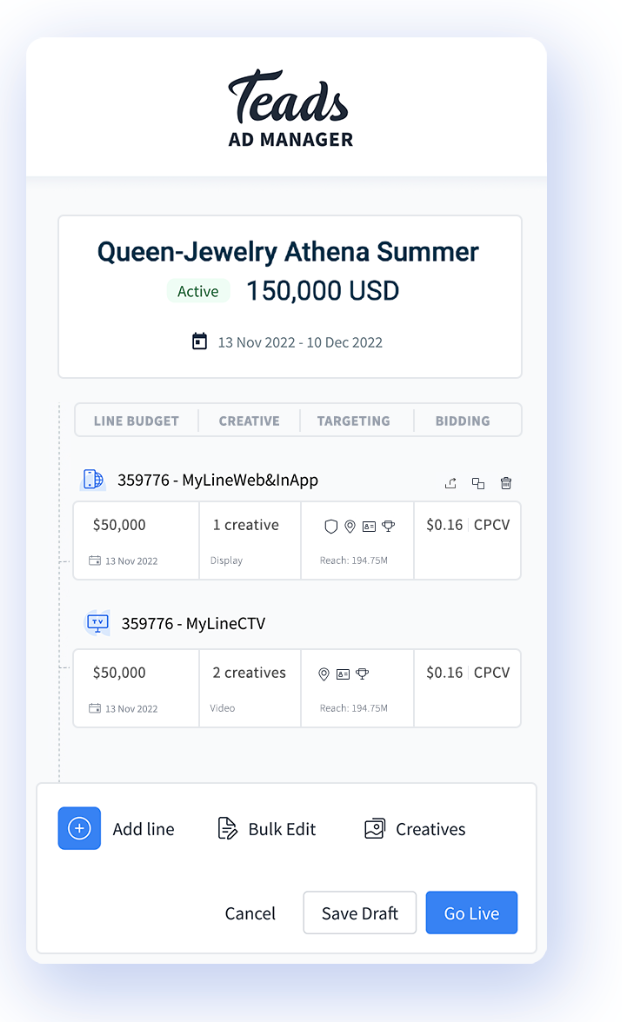 Teads
AD MANAGER
Queen-Jewelry Athena Summer
Active 150,000 USD
13 Nov 2022 - 10 Dec 2022
LINE BUDGET CREATIVE TARGETING BIDDING
359776 - MyLineWeb&InApp
$50,000 1 creative $0.16 CPCV
13 Nov 2022 Display Reach: 194.75M
TV 359776 - MyLineCTV
$50,000 2 creatives $0.16 CPCV
13 Nov 2022 Video Reach: 194.75M
Add line Bulk Edit Creatives
Cancel Save Draft Go Live